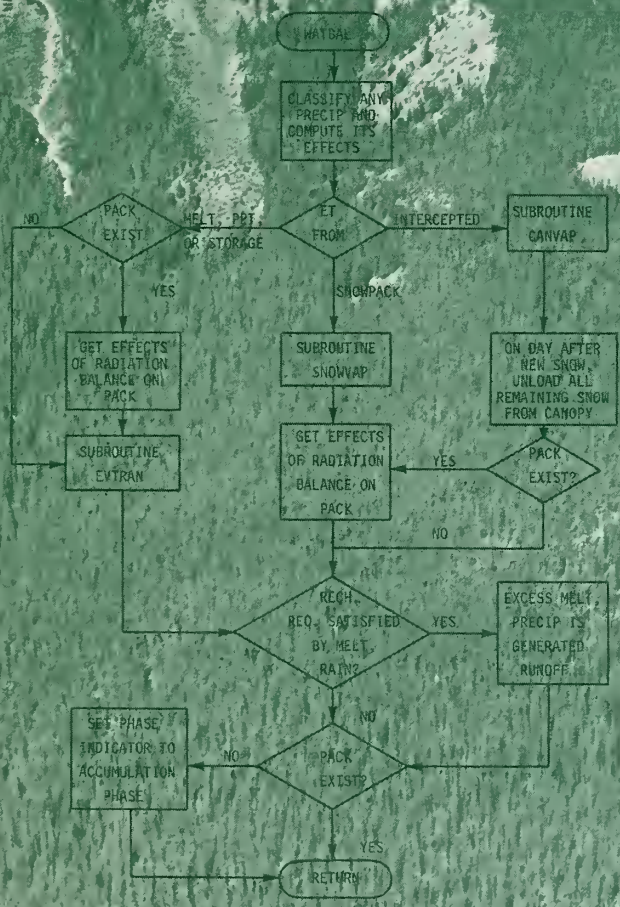 WATBAL
CLASSIFY ANY
PRECIP AND
COMPUTE ITS
EFFECTS
NO
PACK
EXIST
MELT, PPT,
OR STORAGE
ET
FROM
INTERCEPTED
SUBROUTINE
CANVAP
YES
SNOWPACK
GET EFFECTS
OF RADIATION
BALANCE ON
PACK
SUBROUTINE
SNOWVAP
ON DAY AFTER
NEW SNOW,
UNLOAD ALL
REMAINING SNOW
FROM CANOPY
SUBROUTINE
EVTRAN
GET EFFECTS
OF RADIATION
BALANCE ON
PACK
YES
PACK
EXIST?
NO
RECH.
REQ. SATISFIED
BY MELT,
RAIN?
YES
EXCESS MELT,
PRECIP IS
GENERATED
RUNOFF
NO
SET PHASE
INDICATOR TO
ACCUMULATION
PHASE
NO
PACK
EXIST?
YES
RETURN